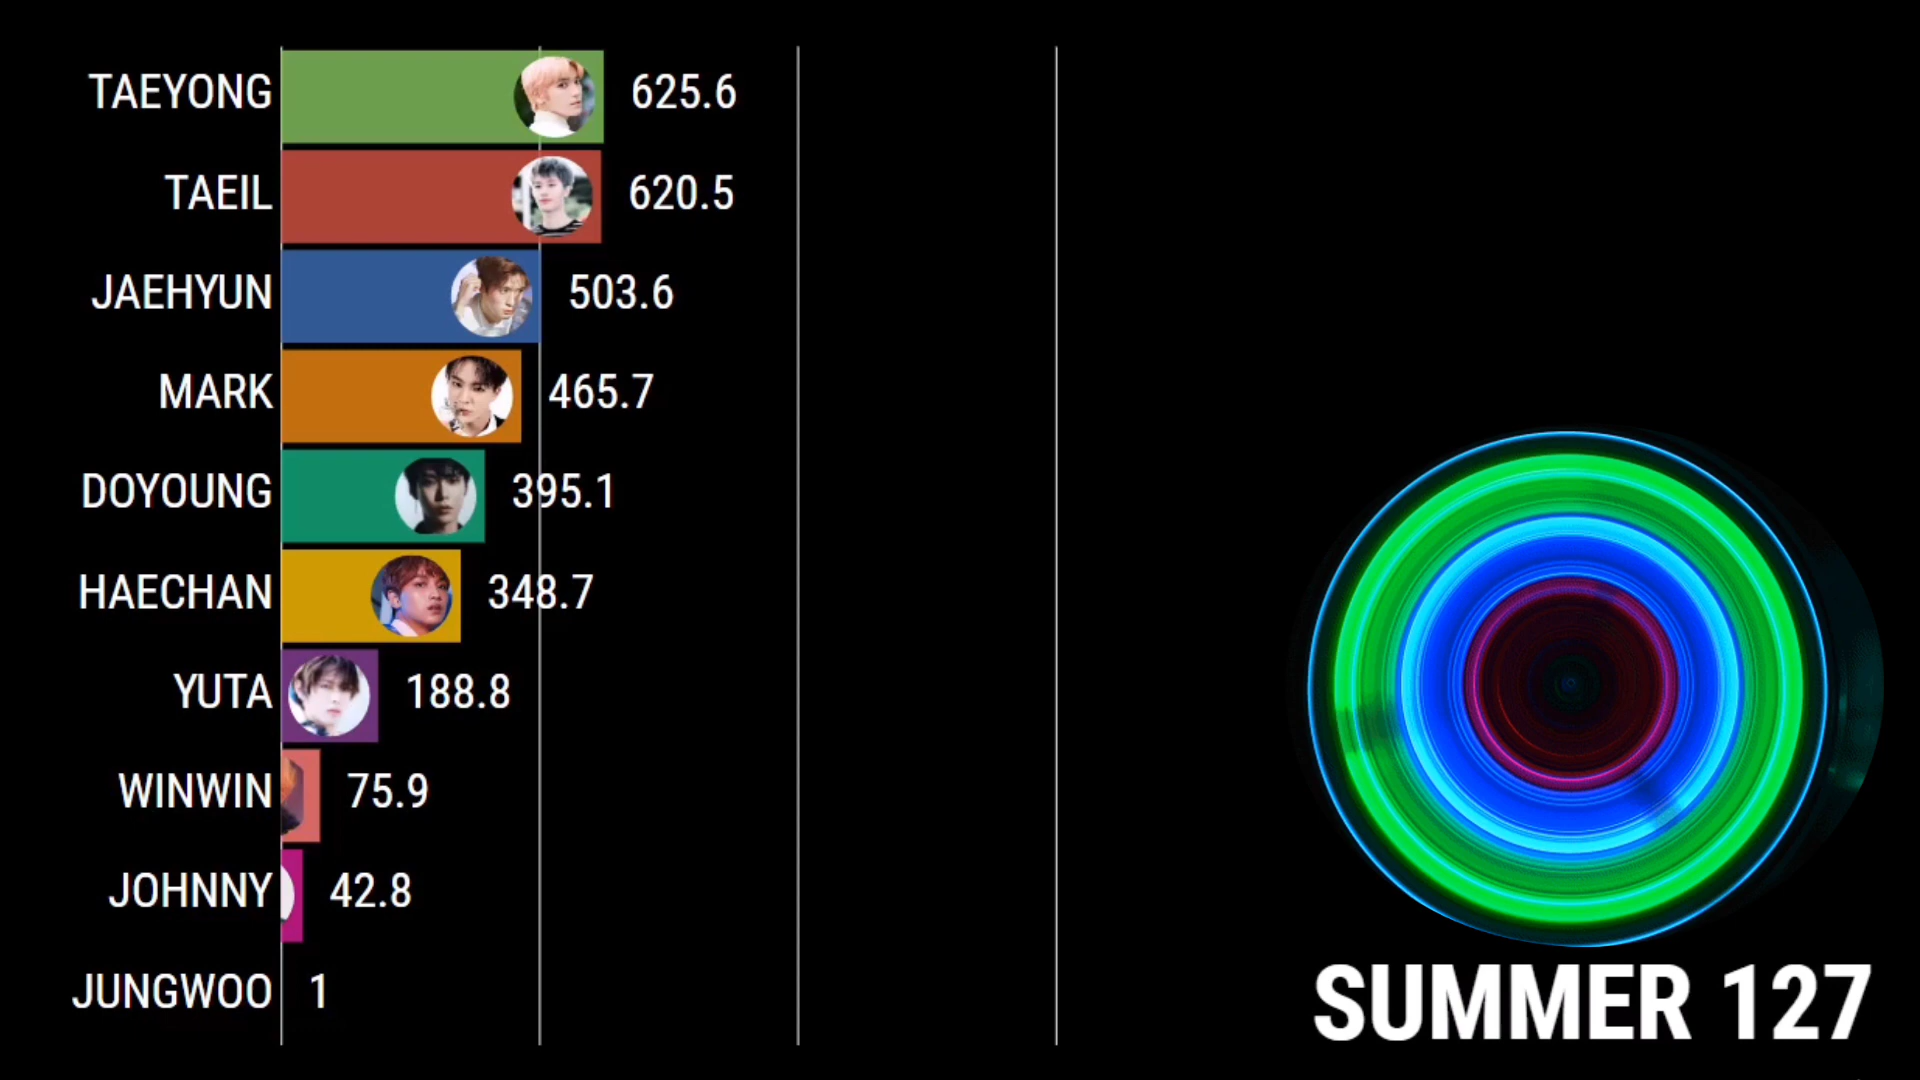 TAEYONG 625.6
TAEIL 620.5
JAEHYUN 503.6
MARK 465.7
DOYOUNG 395.1
HAECHAN 348.7
YUTA 188.8
WINWIN 75.9
JOHNNY 42.8
JUNGWOO 1
SUMMER 127